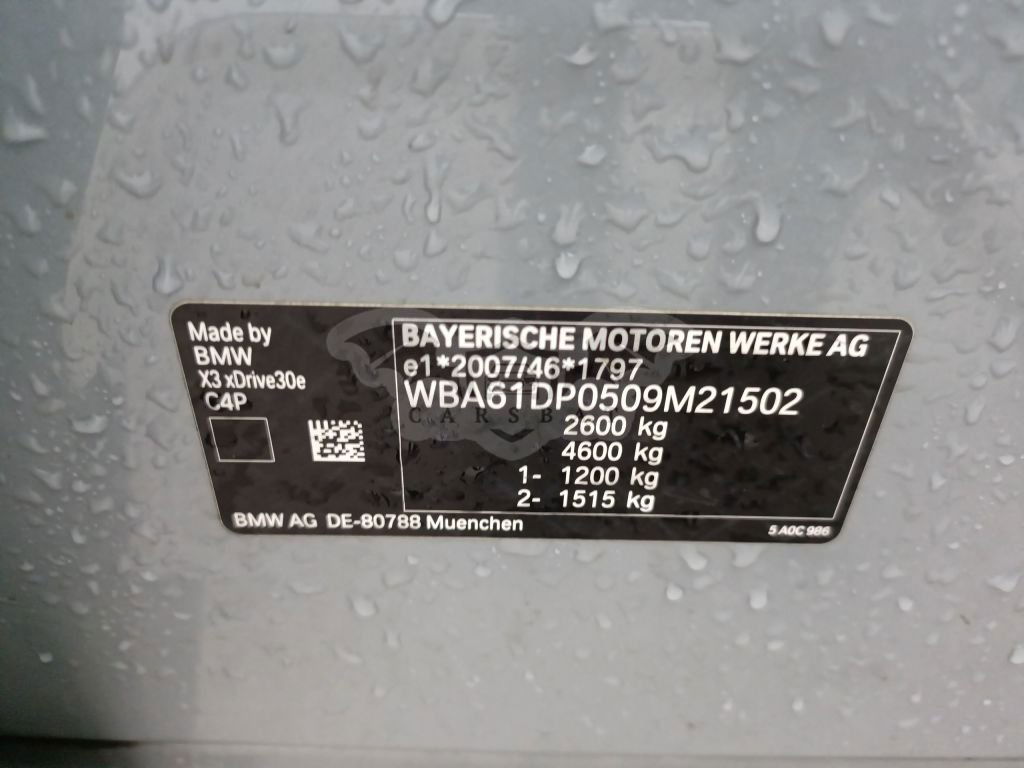 Made by
BMW
X3 xDrive30e
C4P
BAYERISCHE MOTOREN WERKE AG
e1*2007/46*1797
WBA61DP0509M21502
2600 kg
4600 kg
1- 1200 kg
2- 1515 kg
CARSB
BMW AG DE-80788 Muenchen
5 A0C 986